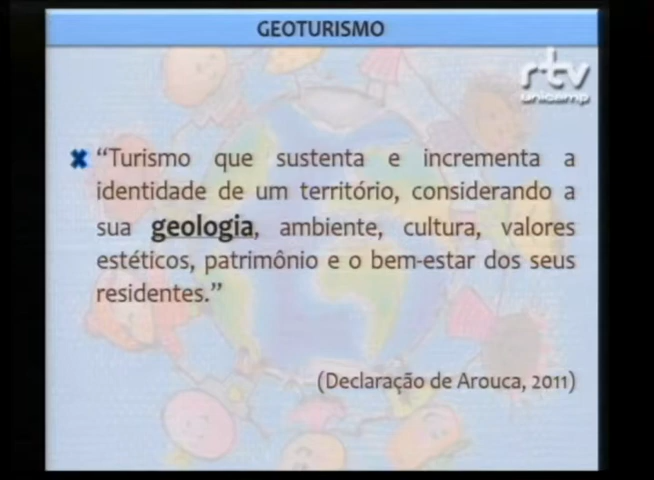 GEOTURISMO
rtv
unicamp
“Turismo que sustenta e incrementa a
identidade de um território, considerando a
sua geologia, ambiente, cultura, valores
estéticos, patrimônio e o bem-estar dos seus
residentes.”
(Declaração de Arouca, 2011)